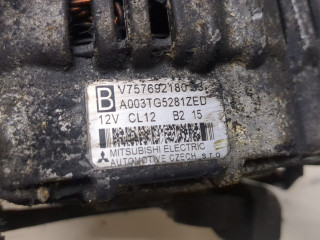 B
V757692180
A003TG5281ZED
12V CL12 B2 15
MITSUBISHI ELECTRIC
AUTOMOTIVE CZECH s.r.o.